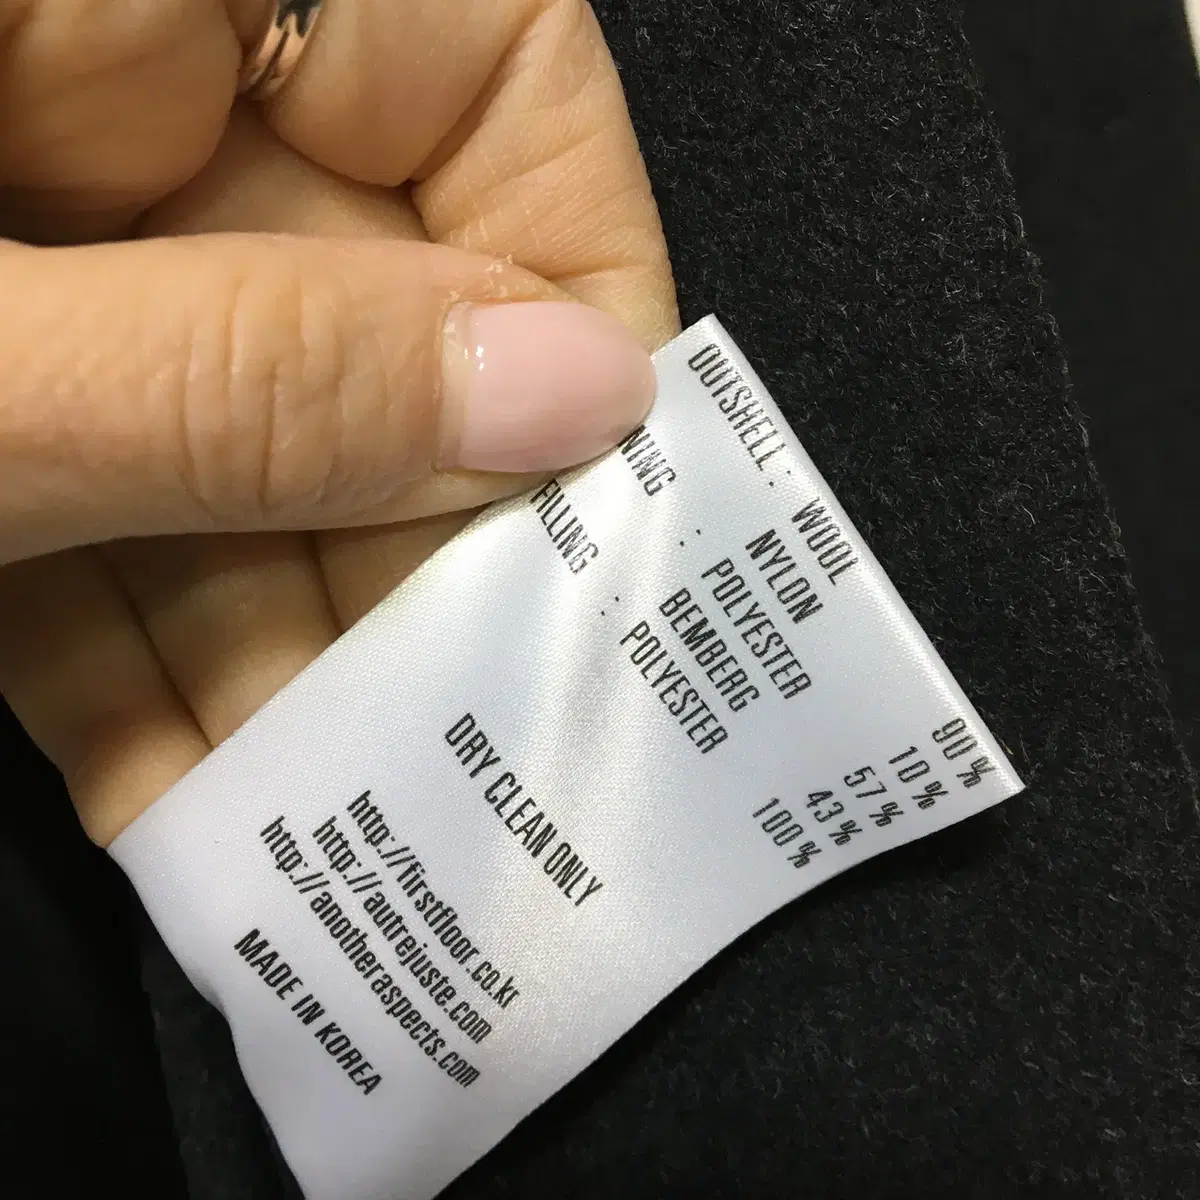 OUTSHELL : WOOL 90%
NYLON 10%
NING : POLYESTER 57%
BEMBERG 43%
FILLING : POLYESTER 100%
DRY CLEAN ONLY
http://firstfloor.co.kr
http://autrejuste.com
http://anotheraspects.com
MADE IN KOREA